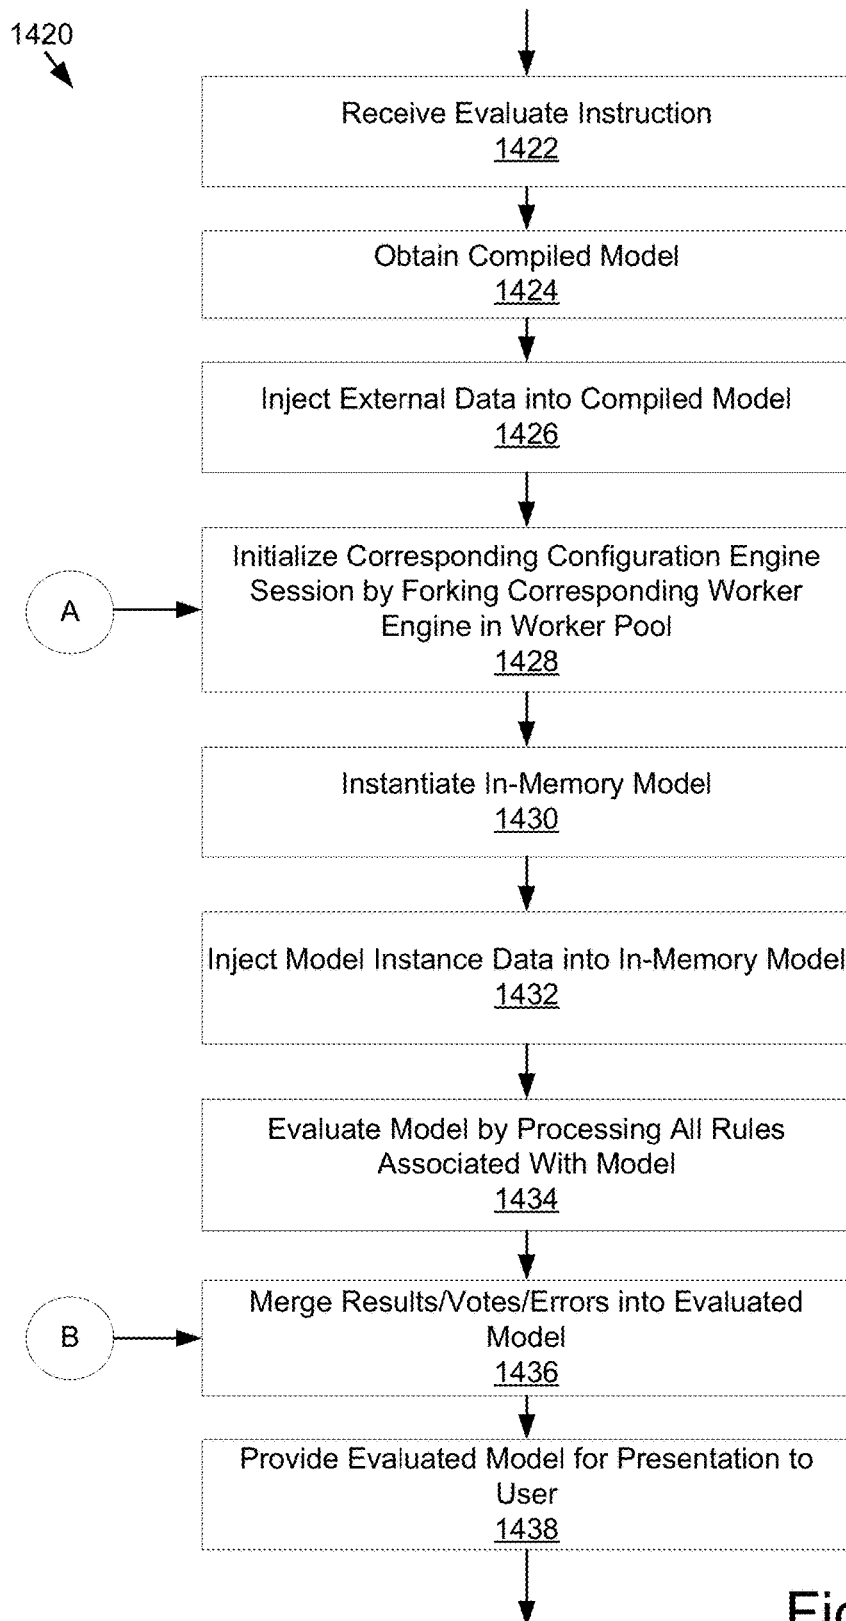 1420
Receive Evaluate Instruction
1422
Obtain Compiled Model
1424
Inject External Data into Compiled Model
1426
A
Initialize Corresponding Configuration Engine
Session by Forking Corresponding Worker
Engine in Worker Pool
1428
Instantiate In-Memory Model
1430
Inject Model Instance Data into In-Memory Model
1432
Evaluate Model by Processing All Rules
Associated With Model
1434
B
Merge Results/Votes/Errors into Evaluated
Model
1436
Provide Evaluated Model for Presentation to
User
1438